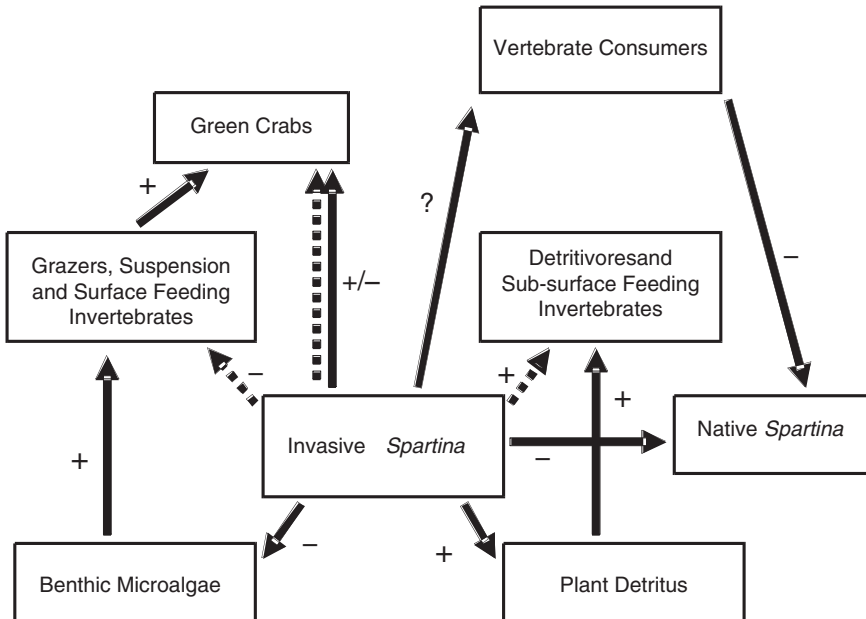 Vertebrate Consumers
Green Crabs
+
?
Grazers, Suspension
and Surface Feeding
Invertebrates
+/–
Detritivoresand
Sub-surface Feeding
Invertebrates
–
–
+
+
Invasive Spartina
Native Spartina
–
+
–
+
Benthic Microalgae
Plant Detritus